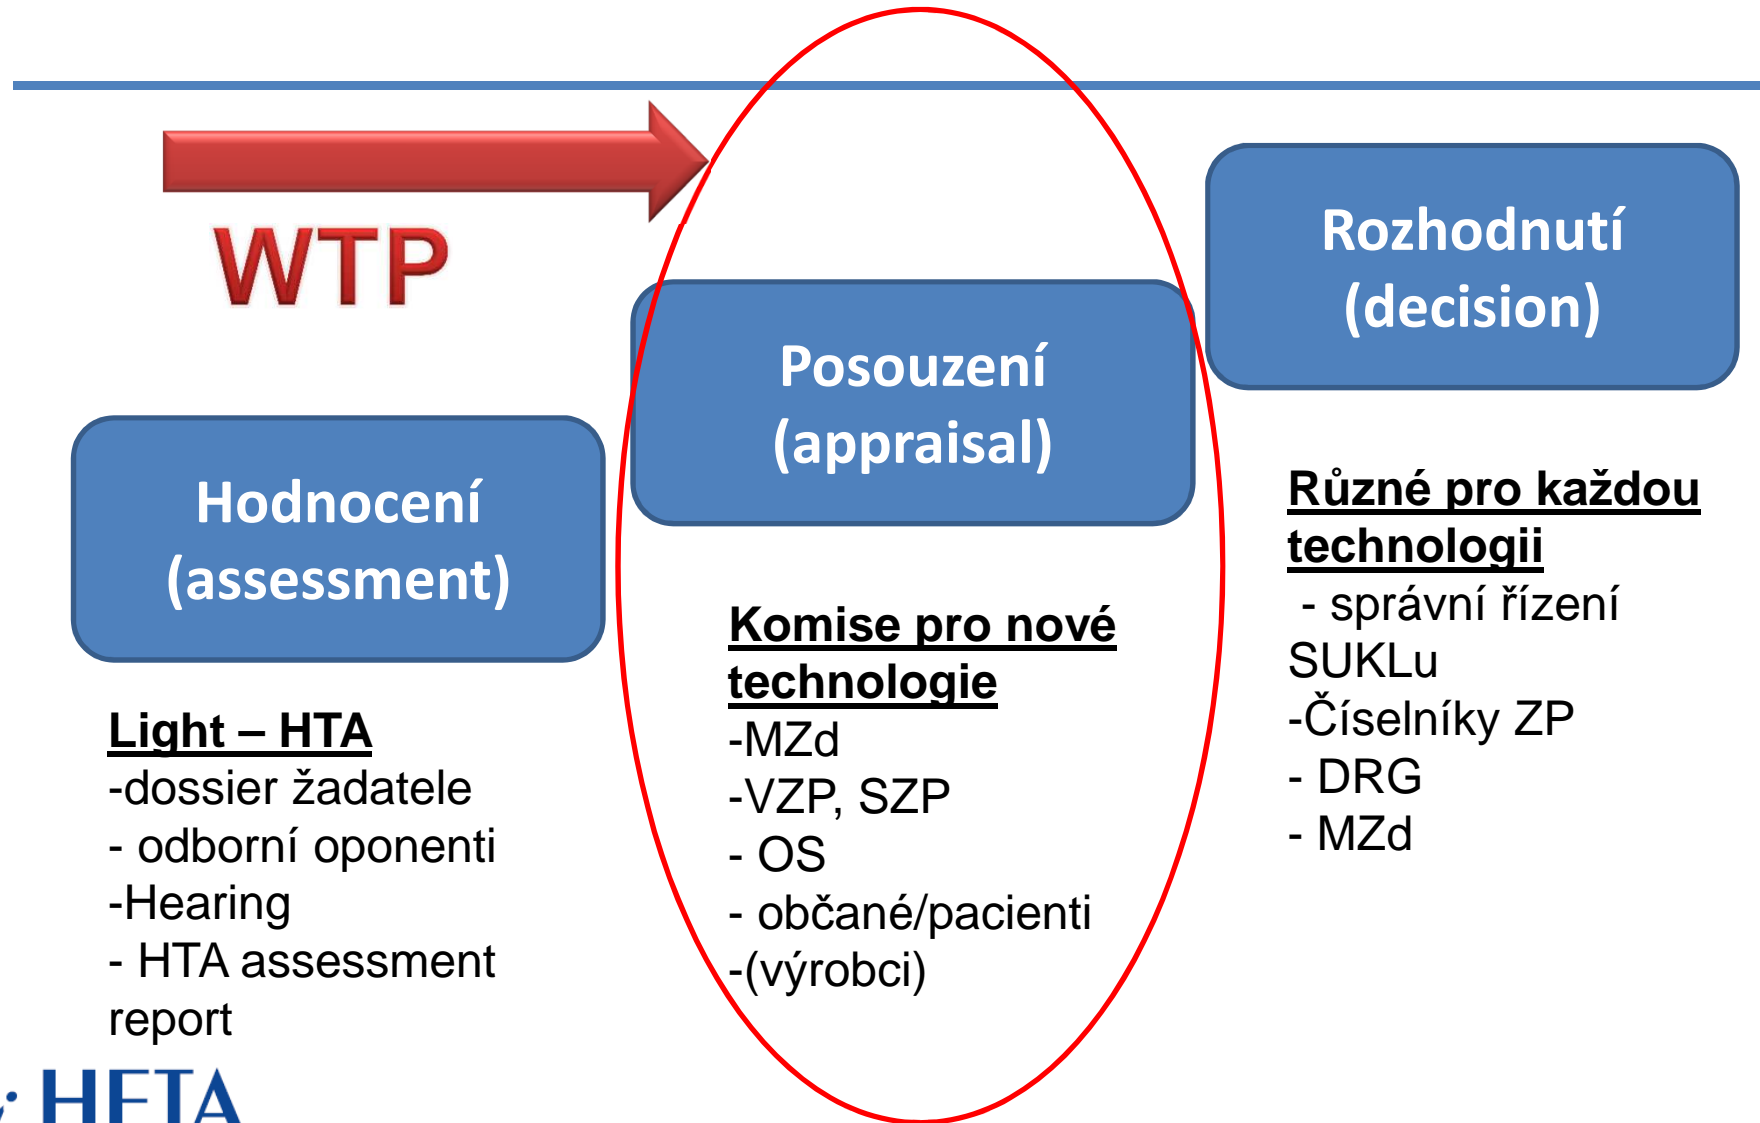 WTP
Hodnocení
(assessment)
Light – HTA
-dossier žadatele
- odborní oponenti
-Hearing
- HTA assessment
report
Posouzení
(appraisal)
Komise pro nové
technologie
-MZd
-VZP, SZP
- OS
- občané/pacienti
-(výrobci)
Rozhodnutí
(decision)
Různé pro každou
technologii
- správní řízení
SUKLu
-Číselníky ZP
- DRG
- MZd